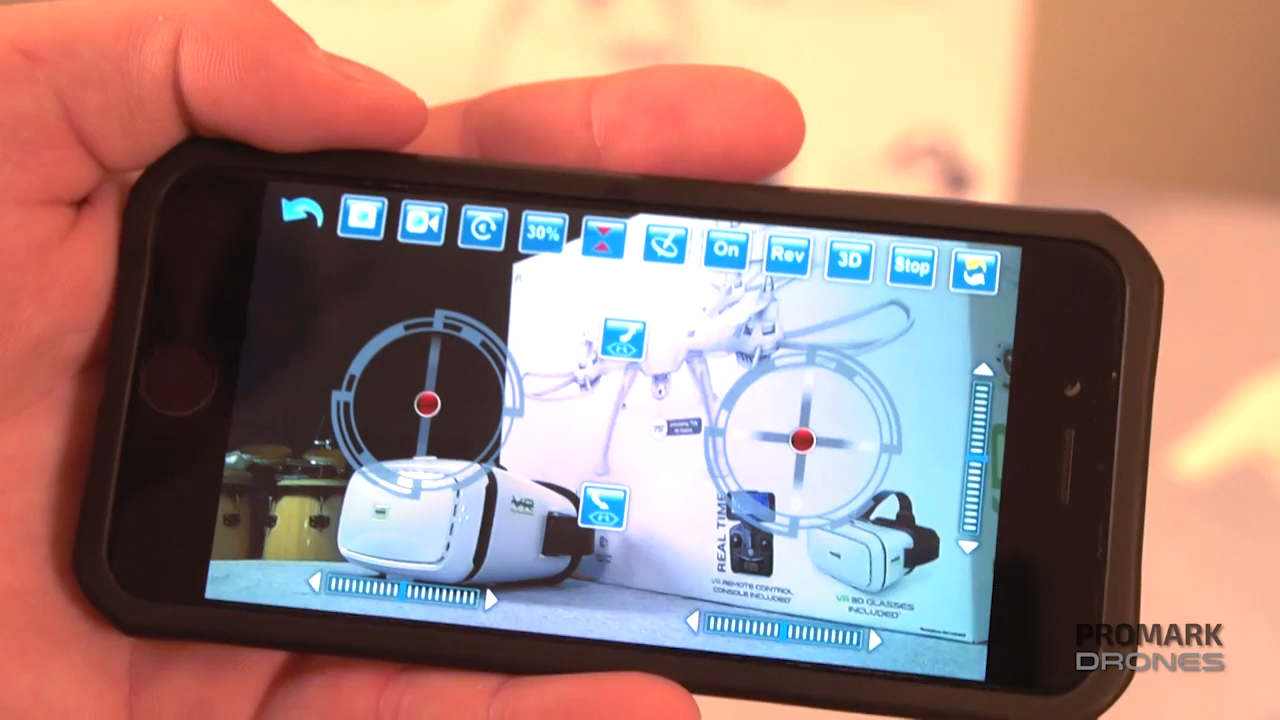 30%
On
Rev
3D
Stop
VR
REAL TIME
VR REMOTE CONTROL
CONSOLE INCLUDED*
VR 3D GLASSES
INCLUDED*
PROMARK
DRONES